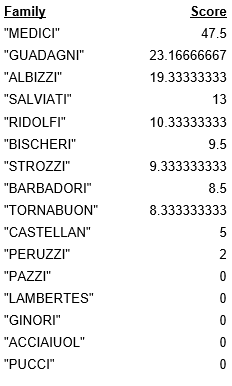 Family Score
"MEDICI" 47.5
"GUADAGNI" 23.16666667
"ALBIZZI" 19.33333333
"SALVIATI" 13
"RIDOLFI" 10.33333333
"BISCHERI" 9.5
"STROZZI" 9.333333333
"BARBADORI" 8.5
"TORNABUON" 8.333333333
"CASTELLAN" 5
"PERUZZI" 2
"PAZZI" 0
"LAMBERTES" 0
"GINORI" 0
"ACCIAIUOL" 0
"PUCCI" 0